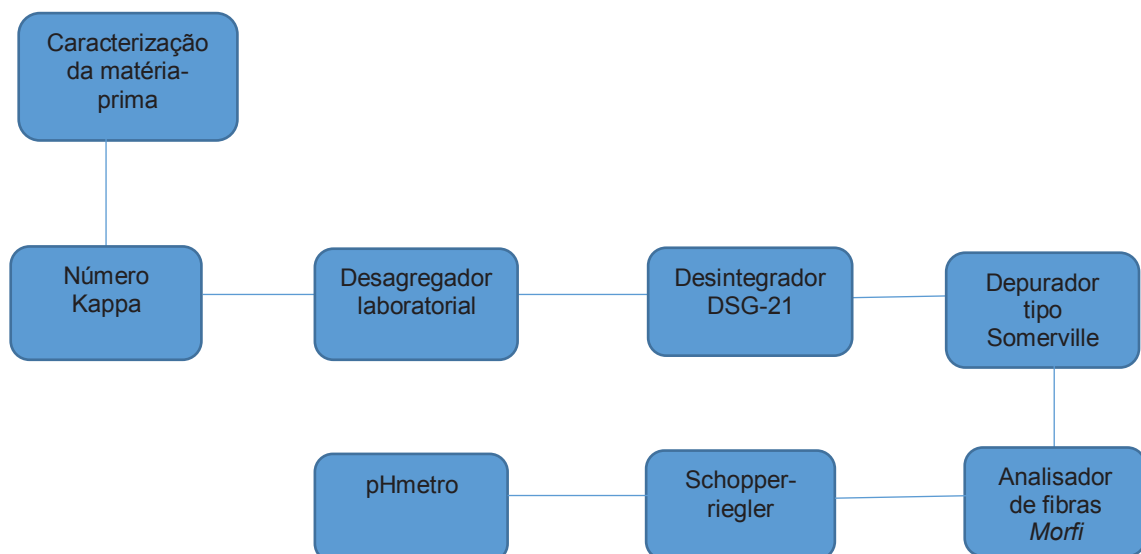 Caracterização
da matéria-
prima
Número
Kappa
Desagregador
laboratorial
Desintegrador
DSG-21
Depurador
tipo
Somerville
Analisador
de fibras
Morfi
Schopper-
riegler
pHmetro